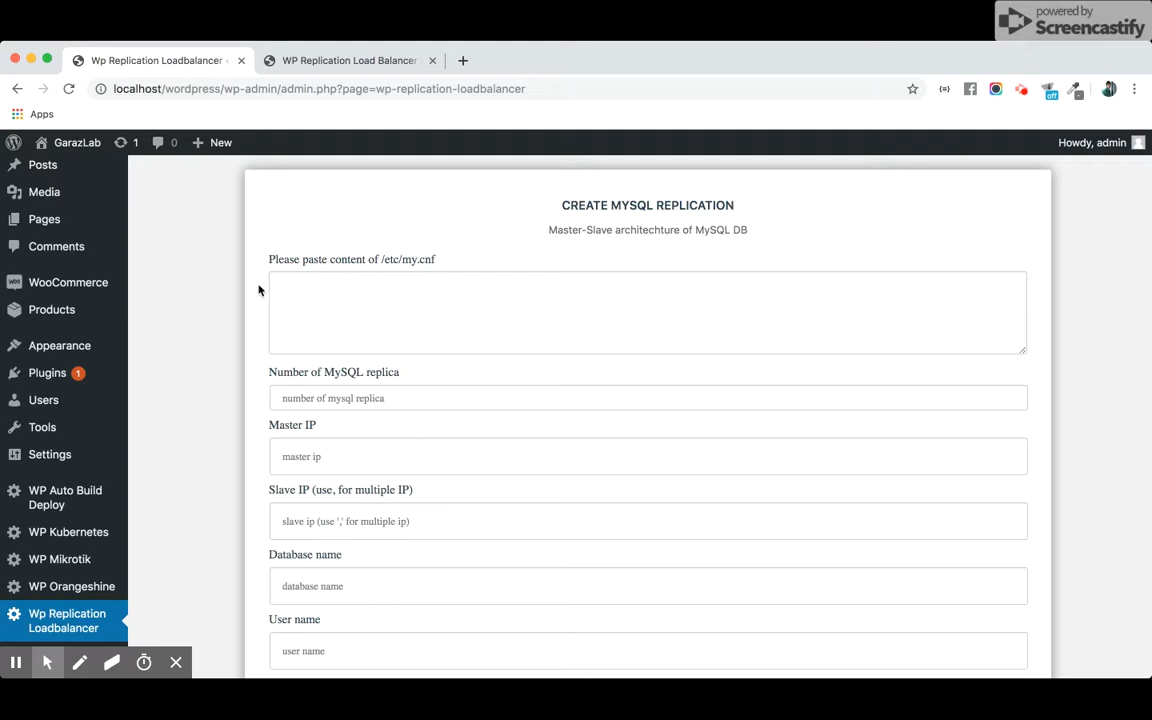 powered by
Screencastify
Wp Replication Loadbalancer
WP Replication Load Balancer
localhost/wordpress/wp-admin/admin.php?page=wp-replication-loadbalancer
Apps
GarazLab
1
0
New
Howdy, admin
Posts
Media
Pages
Comments
WooCommerce
Products
Appearance
Plugins 1
Users
Tools
Settings
WP Auto Build
Deploy
WP Kubernetes
WP Mikrotik
WP Orangeshine
Wp Replication
Loadbalancer
CREATE MYSQL REPLICATION
Master-Slave architechture of MySQL DB
Please paste content of /etc/my.cnf
Number of MySQL replica
number of mysql replica
Master IP
master ip
Slave IP (use, for multiple IP)
slave ip (use ',' for multiple ip)
Database name
database name
User name
user name
off